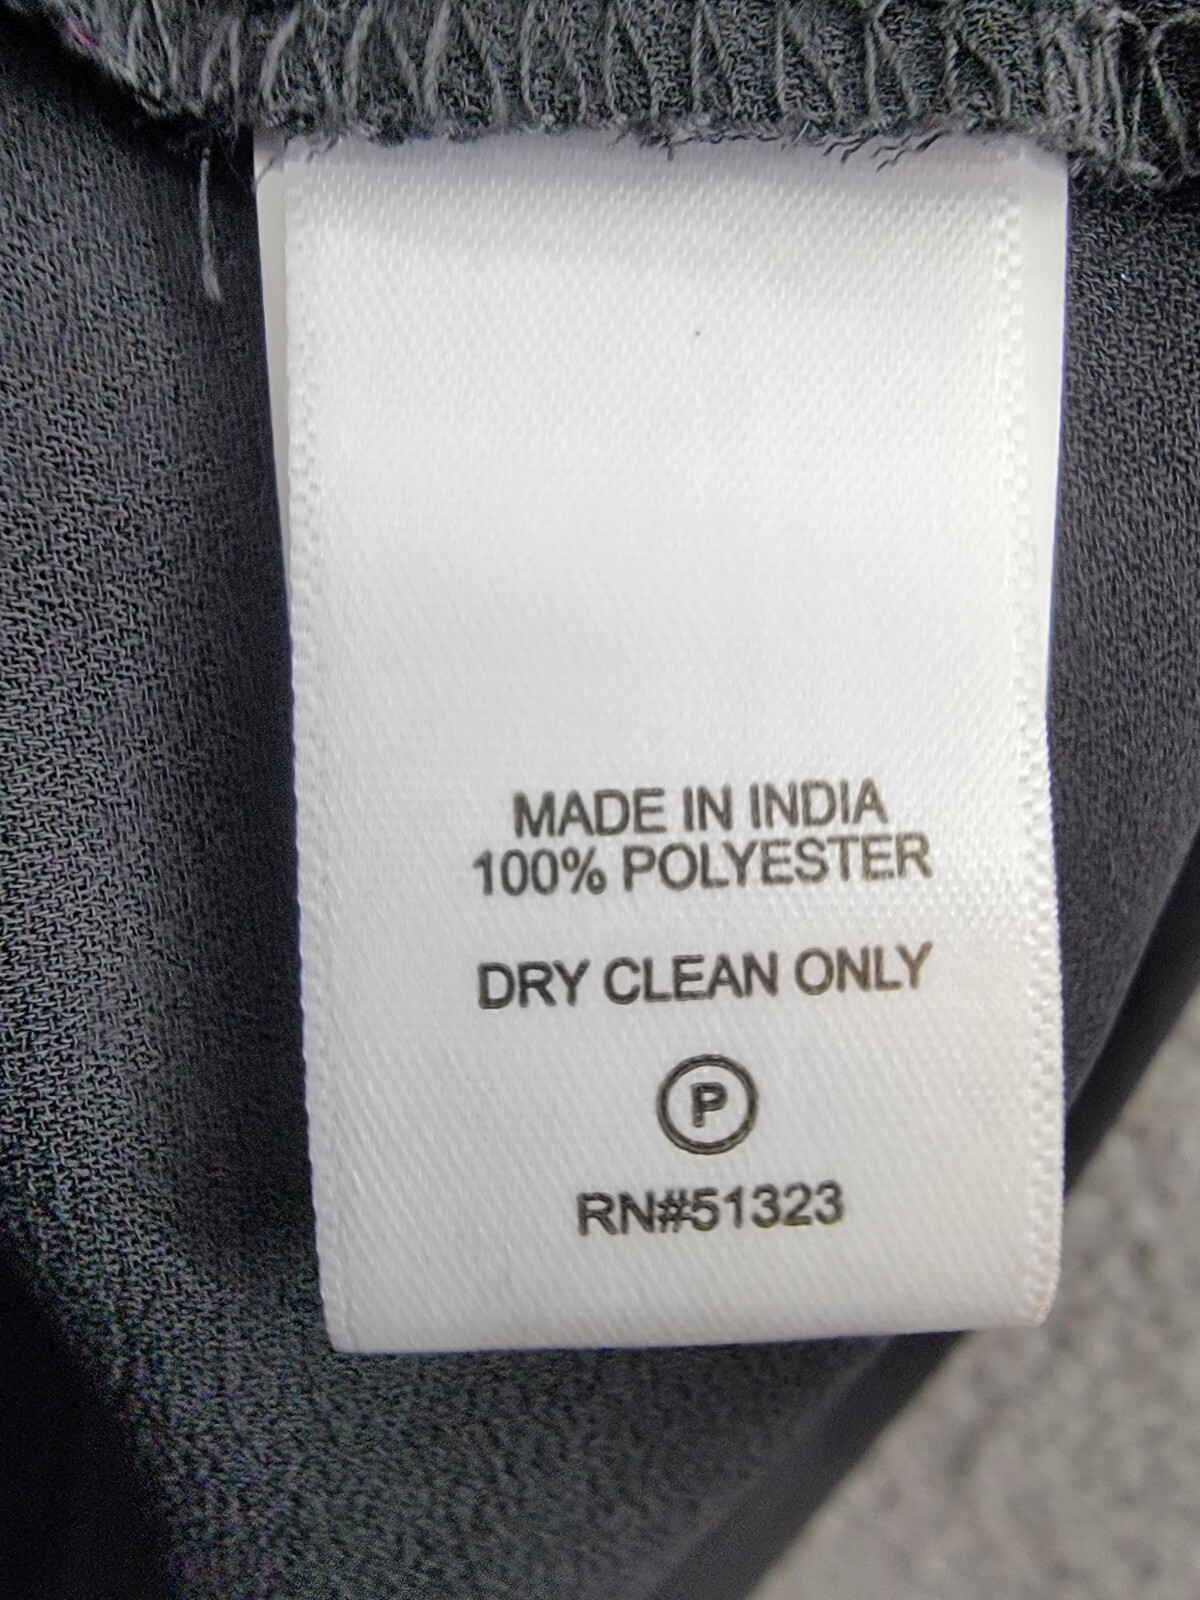 MADE IN INDIA
100% POLYESTER
DRY CLEAN ONLY
P
RN#51323